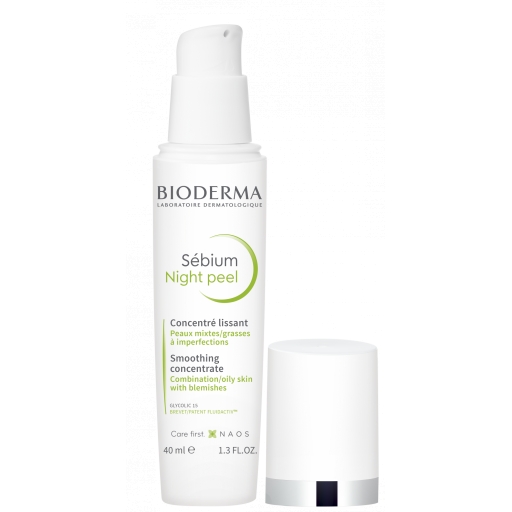 BIODERMA
LABORATOIRE DERMATOLOGIQUE
Sébium
Night peel
Concentré lissant
Peaux mixtes/grasses
à imperfections
Smoothing
concentrate
Combination/oily skin
with blemishes
GLYCOLIC 15
BREVET/PATENT FLUIDACTIV™
Care first. NAOS
40 ml ℮ 1.3 FL.OZ.